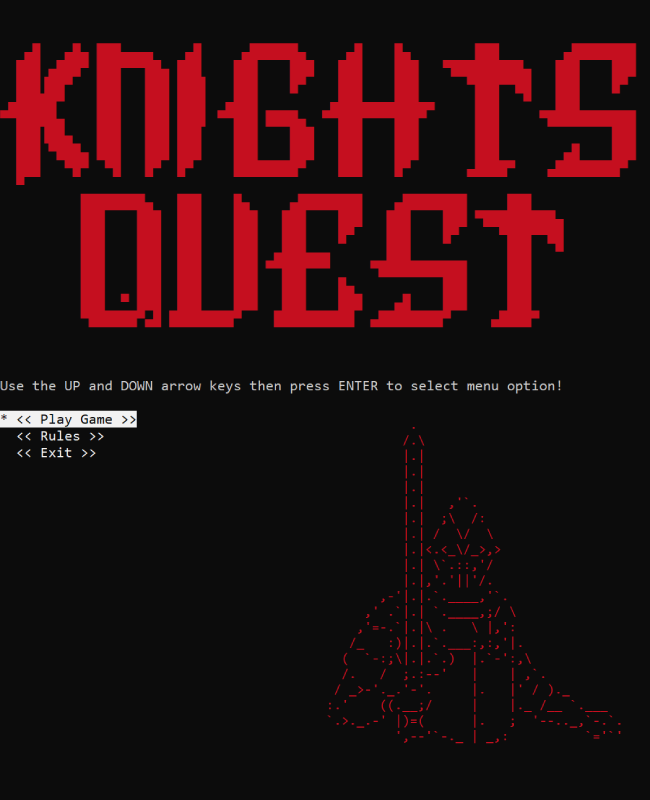 KNIGHTS
QUEST
Use the UP and DOWN arrow keys then press ENTER to select menu option!
* << Play Game >>
<< Rules >>
<< Exit >>